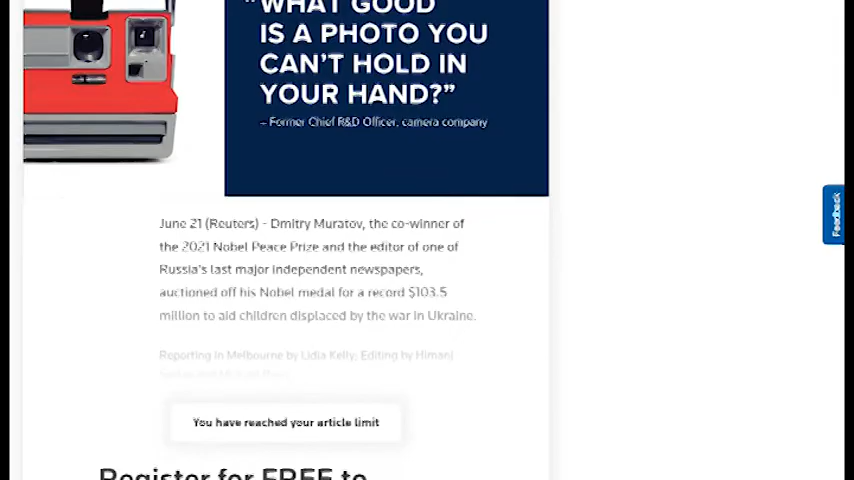 “WHAT GOOD
IS A PHOTO YOU
CAN’T HOLD IN
YOUR HAND?”
– Former Chief R&D Officer, camera company
Feedback
June 21 (Reuters) - Dmitry Muratov, the co-winner of
the 2021 Nobel Peace Prize and the editor of one of
Russia’s last major independent newspapers,
auctioned off his Nobel medal for a record $103.5
million to aid children displaced by the war in Ukraine.
Reporting in Melbourne by Lidia Kelly; Editing by Himani
You have reached your article limit
Register for FREE to